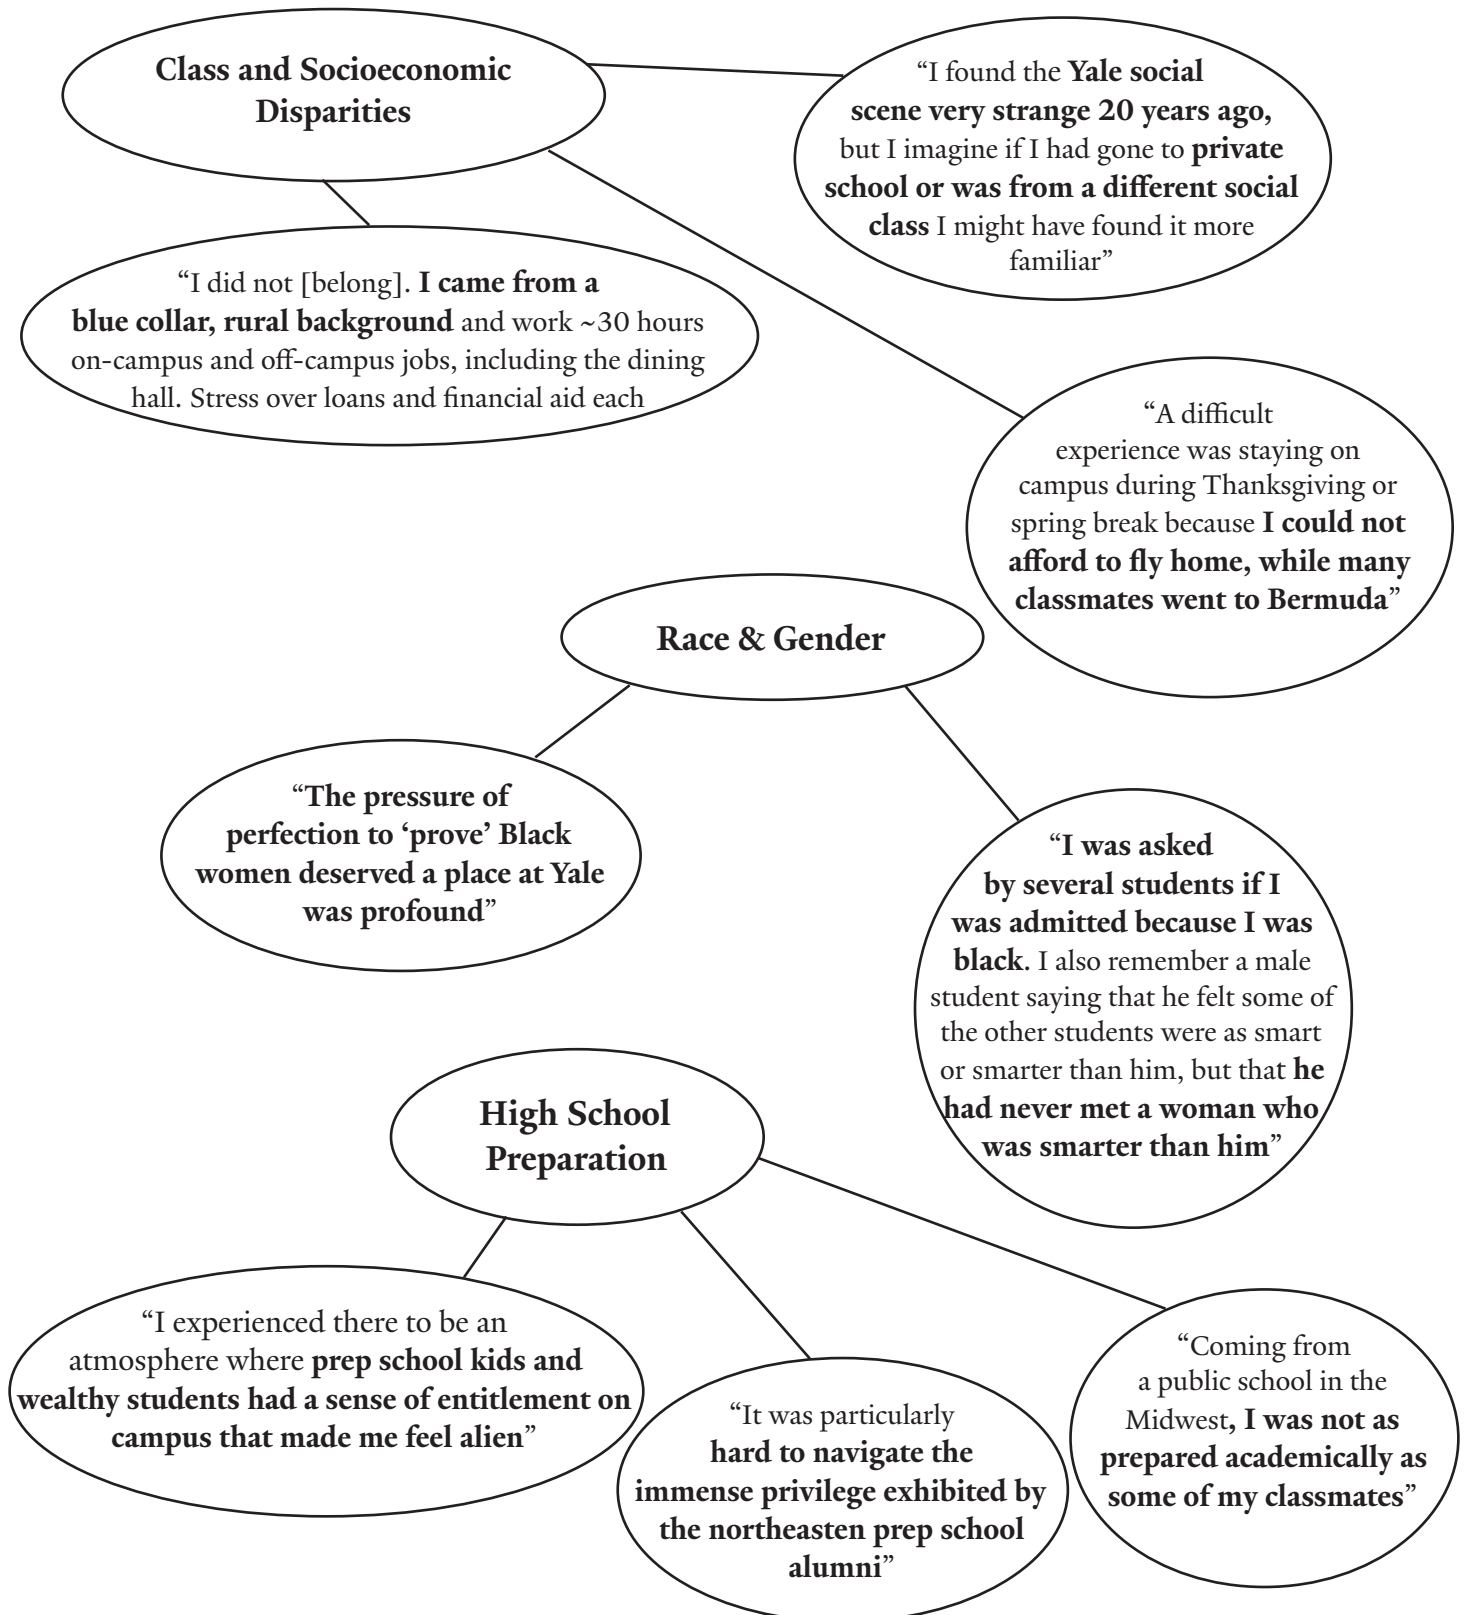 Class and Socioeconomic
Disparities
“I found the Yale social
scene very strange 20 years ago,
but I imagine if I had gone to private
school or was from a different social
class I might have found it more
familiar”
“I did not [belong]. I came from a
blue collar, rural background and work ~30 hours
on-campus and off-campus jobs, including the dining
hall. Stress over loans and financial aid each
“A difficult
experience was staying on
campus during Thanksgiving or
spring break because I could not
afford to fly home, while many
classmates went to Bermuda”
Race & Gender
“The pressure of
perfection to ‘prove’ Black
women deserved a place at Yale
was profound”
“I was asked
by several students if I
was admitted because I was
black. I also remember a male
student saying that he felt some of
the other students were as smart
or smarter than him, but that he
had never met a woman who
was smarter than him”
High School
Preparation
“I experienced there to be an
atmosphere where prep school kids and
wealthy students had a sense of entitlement on
campus that made me feel alien”
“It was particularly
hard to navigate the
immense privilege exhibited by
the northeasten prep school
alumni”
“Coming from
a public school in the
Midwest, I was not as
prepared academically as
some of my classmates”